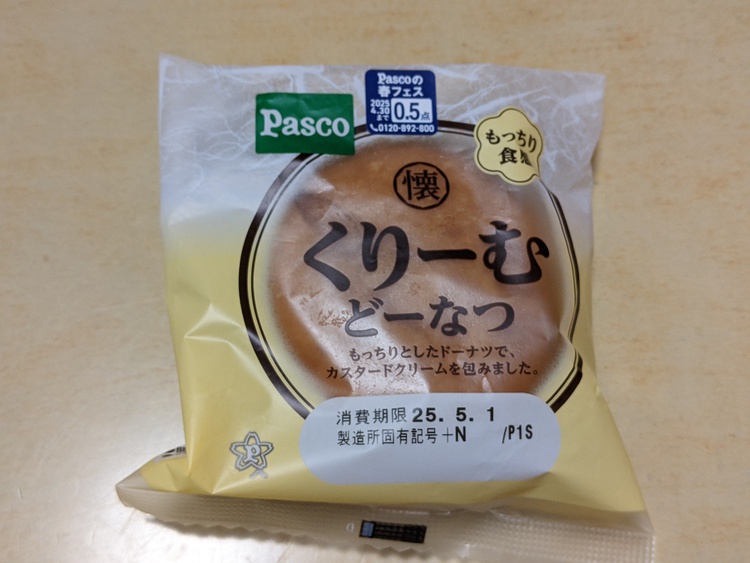 Pascoの
春フェス
2025
4.30
まで
0.5点
0120-892-800
Pasco
もっちり
食感
懐
くりーむ
どーなつ
もっちりとしたドーナツで、
カスタードクリームを包みました。
消費期限 25. 5. 1
製造所固有記号 +N /P1S
P